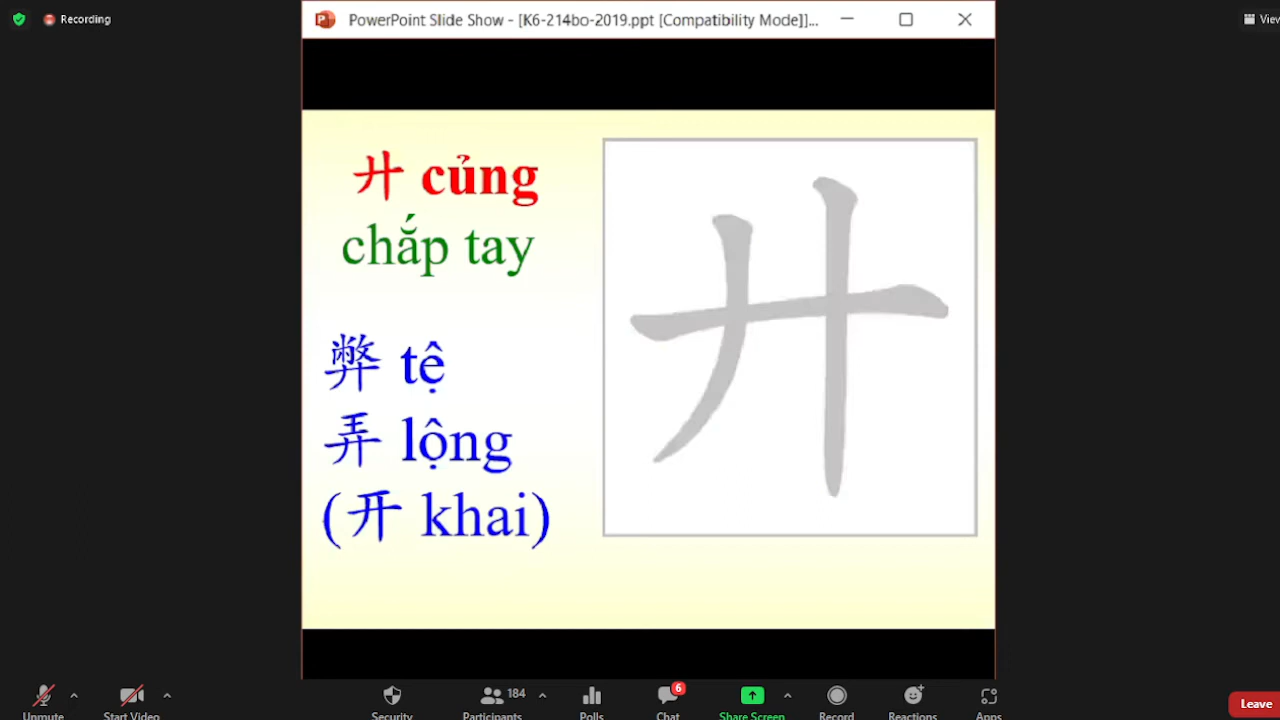 Recording
PowerPoint Slide Show - [K6-214bo-2019.ppt [Compatibility Mode]]...
View
廾 củng
chắp tay
弊 tệ
弄 lộng
(开 khai)
廾
Unmute
Start Video
Security
184
Participants
Polls
6
Chat
Share Screen
Record
Reactions
Apps
Leave